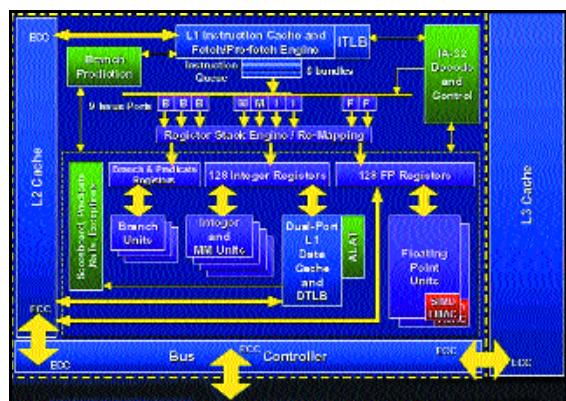 ECC
L1 Instruction Cache and
Fetch/Pre-fetch Engine
ITLB
Branch
Prediction
Instruction
Queue
8 bundles
IA-32
Decode
and
Control
9 Issue Ports
B B B
M M I I
F F
Register Stack Engine / Re-Mapping
L2 Cache
L3 Cache
Branch & Predicate
Registers
128 Integer Registers
128 FP Registers
Scoreboard, Predicate
NaTs, Exceptions
Branch
Units
Integer
and
MM Units
Dual-Port
L1
Data
Cache
and
DTLB
ALAT
Floating
Point
Units
SIMD
FMAC
ECC
ECC
Bus
ECC
Controller
ECC
ECC